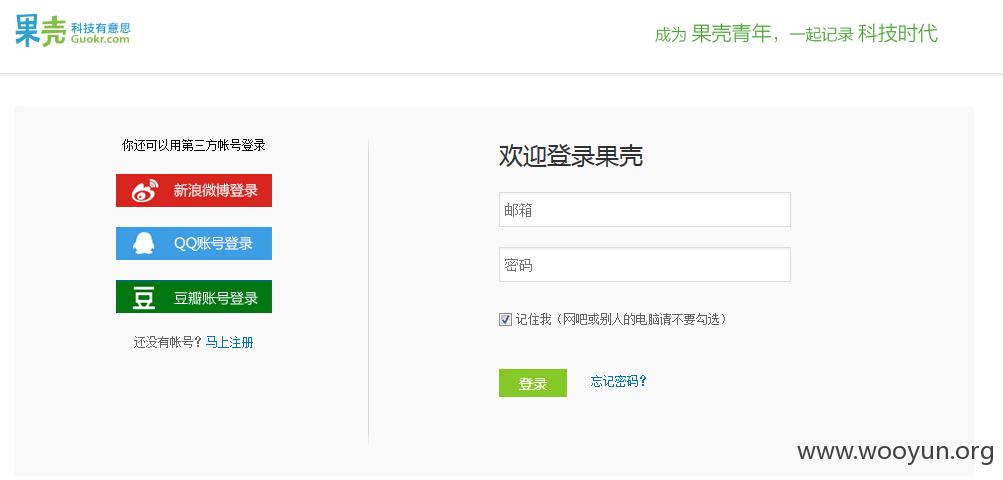 果壳 科技有意思
Guokr.com
成为 果壳青年，一起记录 科技时代
你还可以用第三方帐号登录
新浪微博登录
QQ账号登录
豆 豆瓣账号登录
还没有帐号？马上注册
欢迎登录果壳
邮箱
密码
记住我（网吧或别人的电脑请不要勾选）
登录 忘记密码？
www.wooyun.org